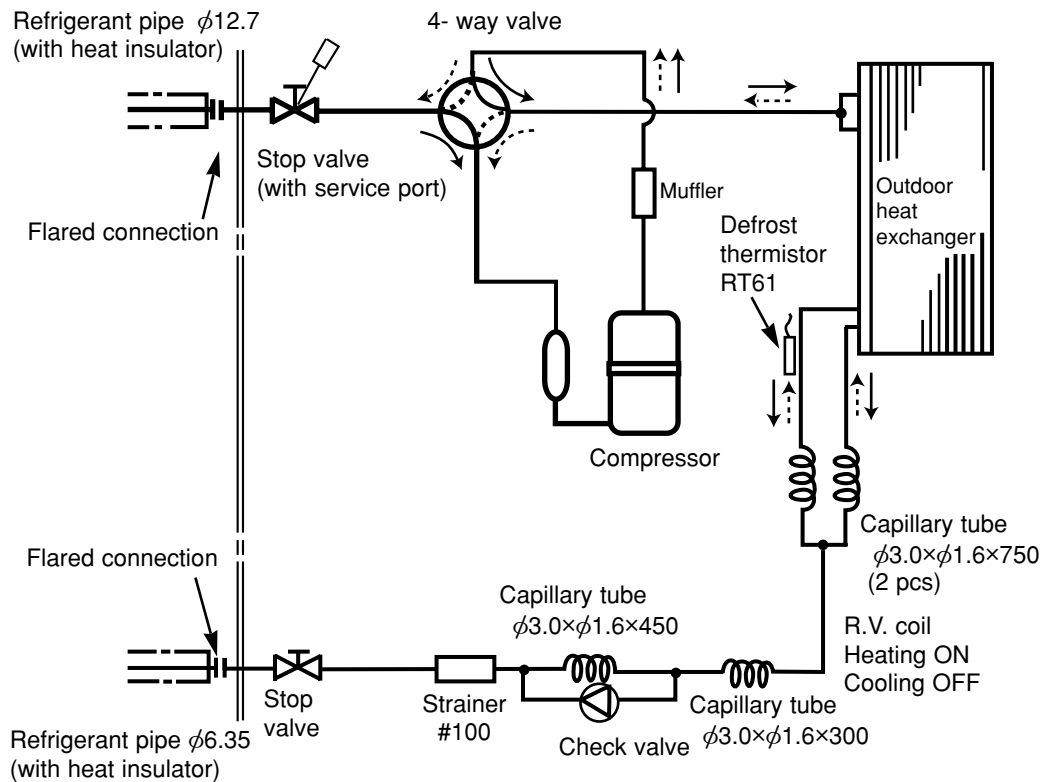 Refrigerant pipe ϕ12.7
(with heat insulator)
4- way valve
Stop valve
(with service port)
Flared connection
Muffler
Outdoor
heat
exchanger
Defrost
thermistor
RT61
Compressor
Flared connection
Capillary tube
ϕ3.0×ϕ1.6×750
(2 pcs)
Capillary tube
ϕ3.0×ϕ1.6×450
R.V. coil
Heating ON
Cooling OFF
Stop
valve
Strainer
#100
Check valve
Capillary tube
ϕ3.0×ϕ1.6×300
Refrigerant pipe ϕ6.35
(with heat insulator)